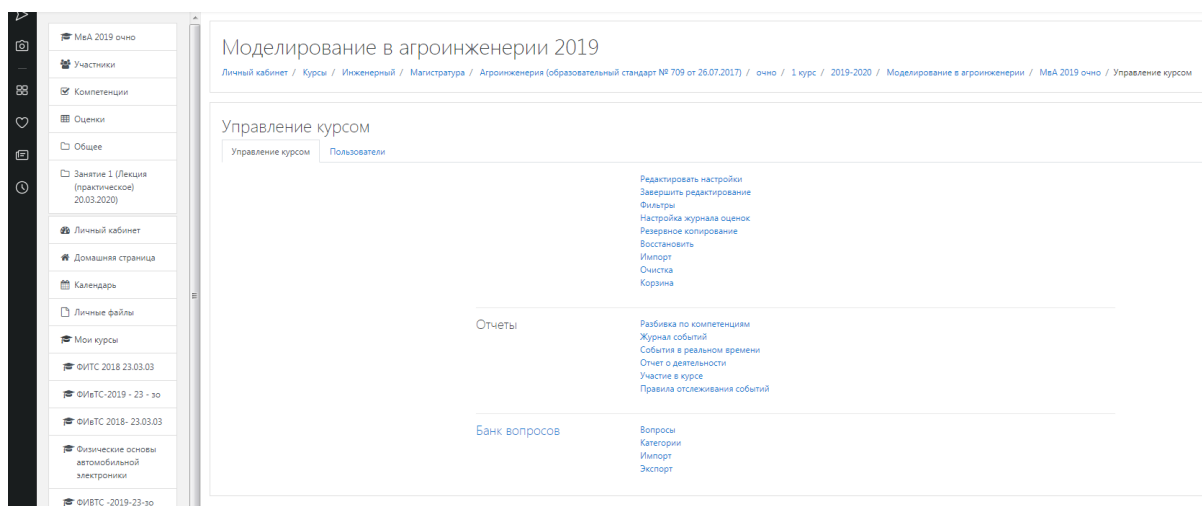 МвА 2019 очно
Участники
Компетенции
Оценки
Общее
Занятие 1 (Лекция
(практическое)
20.03.2020)
Личный кабинет
Домашняя страница
Календарь
Личные файлы
Мои курсы
ФИТС 2018 23.03.03
ФИвТС-2019 - 23 - зо
ФИвТС 2018- 23.03.03
Физические основы
автомобильной
электроники
ФИВТС -2019-23-зо
Моделирование в агроинженерии 2019
Личный кабинет / Курсы / Инженерный / Магистратура / Агроинженерия (образовательный стандарт № 709 от 26.07.2017) / очно / 1 курс / 2019-2020 / Моделирование в агроинженерии / МвА 2019 очно / Управление курсом
Управление курсом
Управление курсом Пользователи
Редактировать настройки
Завершить редактирование
Фильтры
Настройка журнала оценок
Резервное копирование
Восстановить
Импорт
Очистка
Корзина
Отчеты
Разбивка по компетенциям
Журнал событий
События в реальном времени
Отчет о деятельности
Участие в курсе
Правила отслеживания событий
Банк вопросов
Вопросы
Категории
Импорт
Экспорт